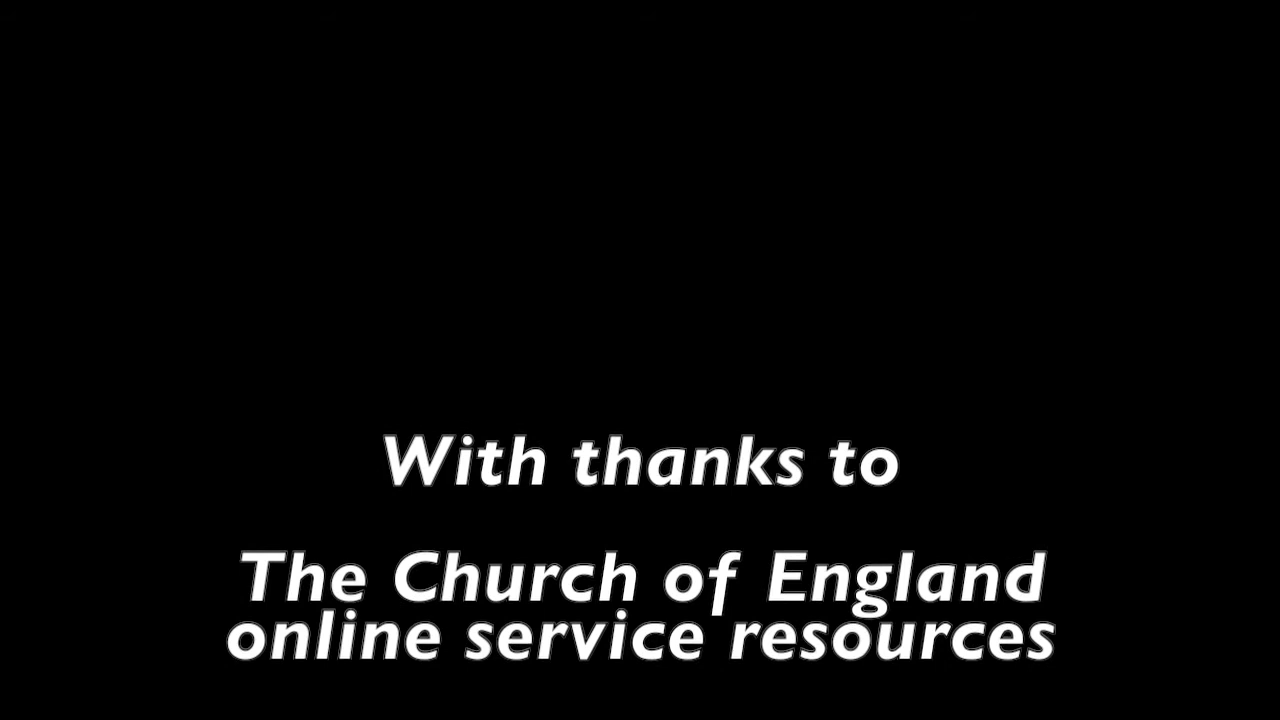 With thanks to
The Church of England
online service resources